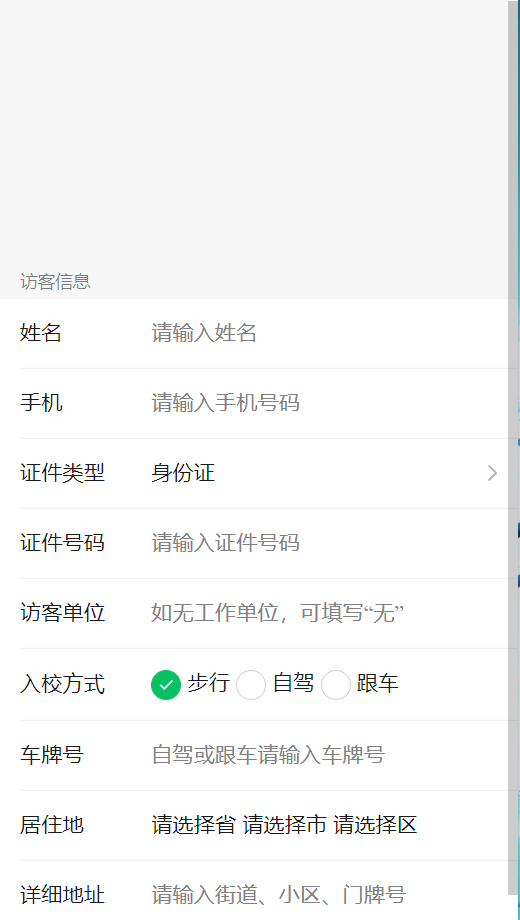 访客信息
姓名 请输入姓名
手机 请输入手机号码
证件类型 身份证
证件号码 请输入证件号码
访客单位 如无工作单位，可填写“无”
入校方式 步行 自驾 跟车
车牌号 自驾或跟车请输入车牌号
居住地 请选择省 请选择市 请选择区
详细地址 请输入街道、小区、门牌号